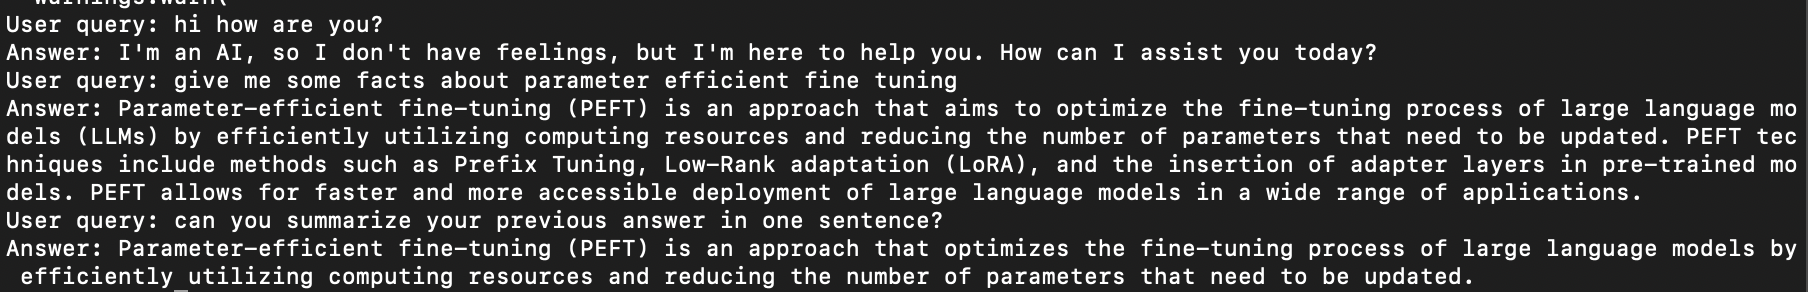 warnings.warn(
User query: hi how are you?
Answer: I'm an AI, so I don't have feelings, but I'm here to help you. How can I assist you today?
User query: give me some facts about parameter efficient fine tuning
Answer: Parameter-efficient fine-tuning (PEFT) is an approach that aims to optimize the fine-tuning process of large language mo
dels (LLMs) by efficiently utilizing computing resources and reducing the number of parameters that need to be updated. PEFT tec
hniques include methods such as Prefix Tuning, Low-Rank adaptation (LoRA), and the insertion of adapter layers in pre-trained mo
dels. PEFT allows for faster and more accessible deployment of large language models in a wide range of applications.
User query: can you summarize your previous answer in one sentence?
Answer: Parameter-efficient fine-tuning (PEFT) is an approach that optimizes the fine-tuning process of large language models by
efficiently utilizing computing resources and reducing the number of parameters that need to be updated.